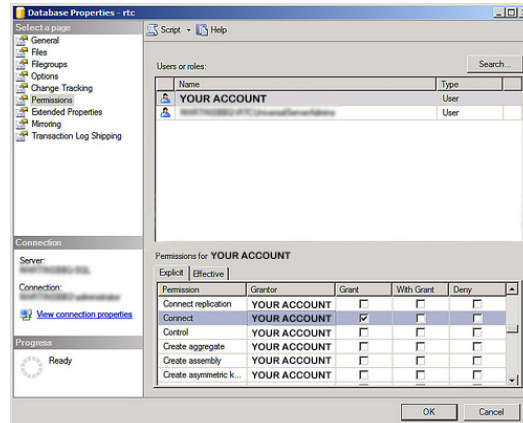 Database Properties - rtc
Select a page
General
Files
Filegroups
Options
Change Tracking
Permissions
Extended Properties
Mirroring
Transaction Log Shipping
Script Help
Users or roles:
Search...
Name Type
YOUR ACCOUNT User
User
Connection
Server:
Connection:
View connection properties
Progress
Ready
Permissions for YOUR ACCOUNT
Explicit Effective
Permission Grantor Grant With Grant Deny
Connect replication YOUR ACCOUNT
Connect YOUR ACCOUNT
Control YOUR ACCOUNT
Create aggregate YOUR ACCOUNT
Create assembly YOUR ACCOUNT
Create asymmetric k... YOUR ACCOUNT
OK Cancel